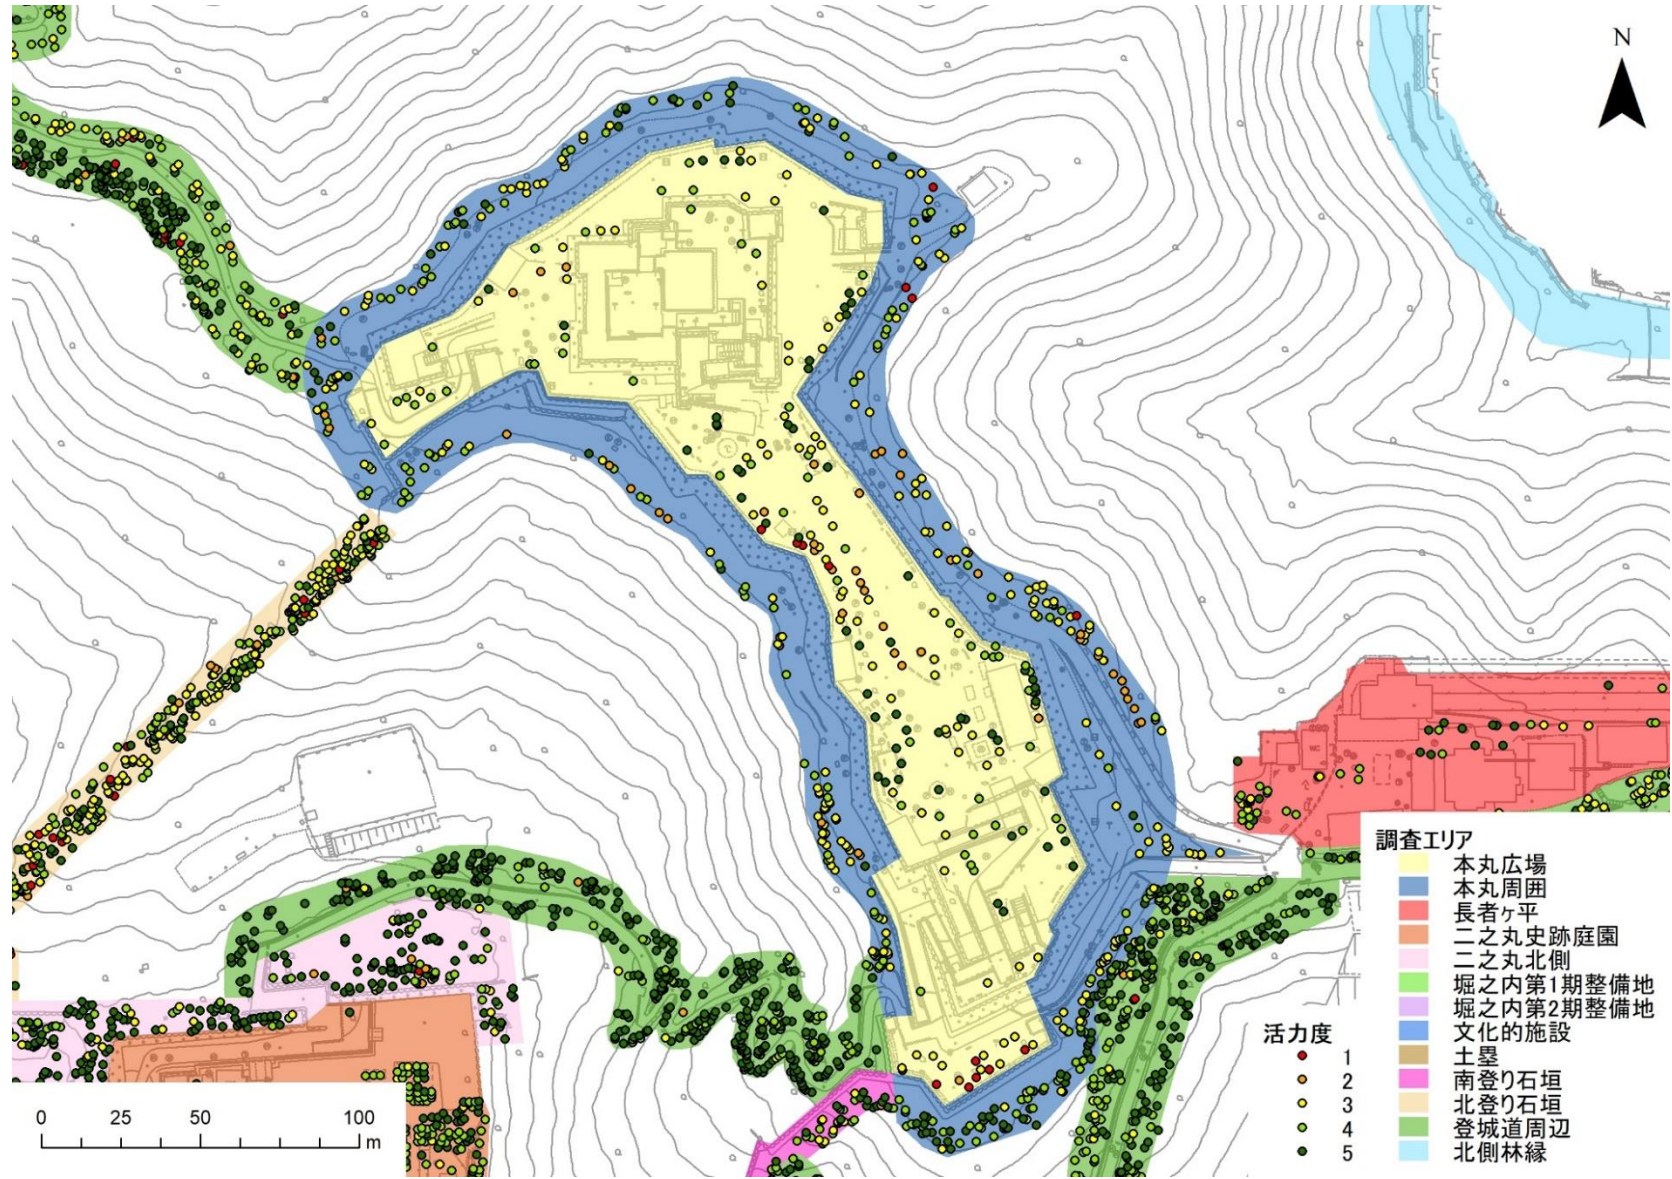 N
WC
調査エリア
本丸広場
本丸周囲
長者ヶ平
二之丸史跡庭園
二之丸北側
堀之内第1期整備地
堀之内第2期整備地
文化的施設
土塁
南登り石垣
北登り石垣
登城道周辺
北側林縁
活力度
1
2
3
4
5
0 25 50 100
m